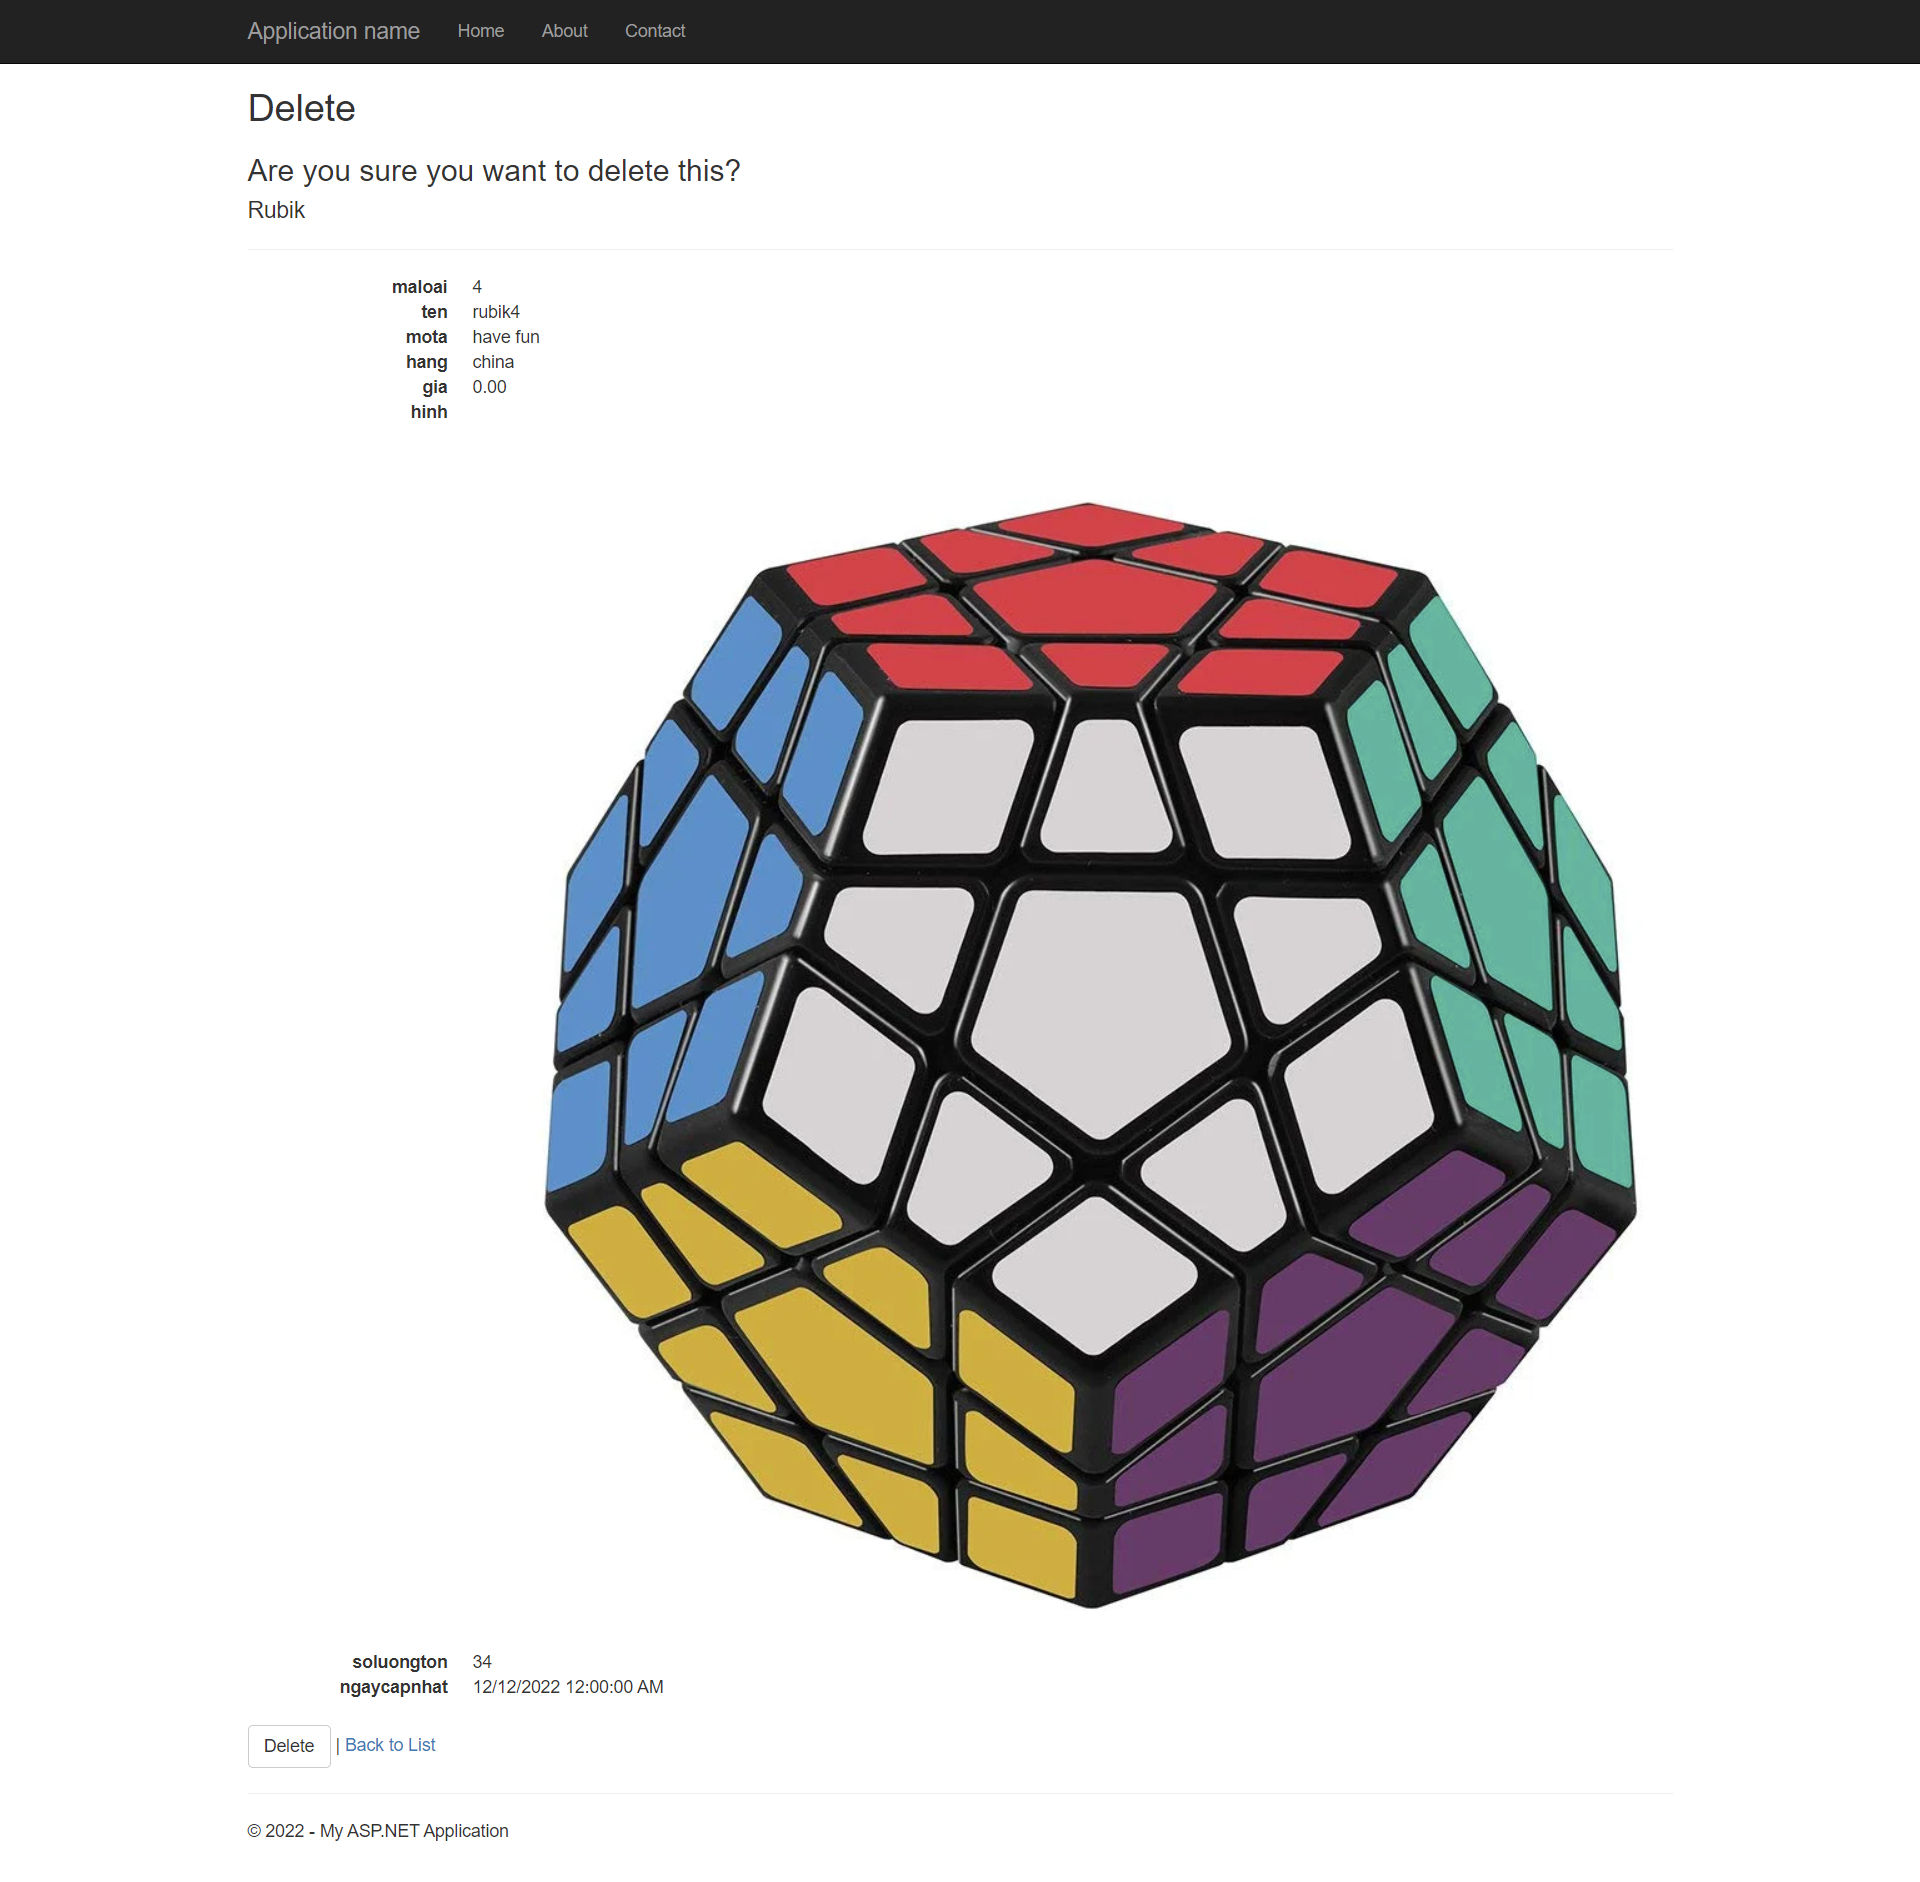 Application name Home About Contact
Delete
Are you sure you want to delete this?
Rubik
maloai 4
ten rubik4
mota have fun
hang china
gia 0.00
hinh
soluongton 34
ngaycapnhat 12/12/2022 12:00:00 AM
Delete | Back to List
© 2022 - My ASP.NET Application